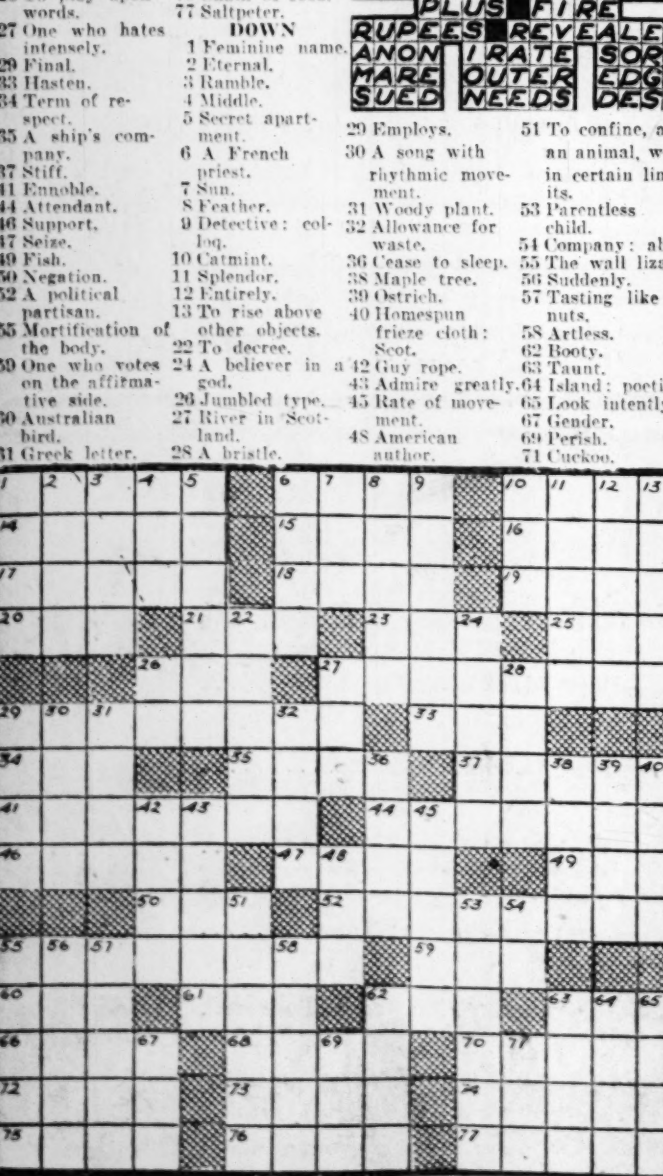 words.
27 One who hates
intensely.
29 Final.
33 Hasten.
34 Term of re-
spect.
35 A ship's com-
pany.
37 Stiff.
41 Ennoble.
44 Attendant.
46 Support.
47 Seize.
49 Fish.
50 Negation.
52 A political
partisan.
55 Mortification of
the body.
59 One who votes
on the affirma-
tive side.
60 Australian
bird.
61 Greek letter.
77 Saltpeter.
DOWN
1 Feminine name.
2 Eternal.
3 Ramble.
4 Middle.
5 Secret apart-
ment.
6 A French
priest.
7 Sun.
8 Feather.
9 Detective: col-
loq.
10 Catmint.
11 Splendor.
12 Entirely.
13 To rise above
other objects.
22 To decree.
24 A believer in a
god.
26 Jumbled type.
27 River in Scot-
land.
28 A bristle.
PLUS FIRE
RUPEES REVEALE
ANON IRATE SOR
MARE OUTER EDG
SUED NEEDS DES
29 Employs.
30 A song with
rhythmic move-
ment.
31 Woody plant.
32 Allowance for
waste.
36 Cease to sleep.
38 Maple tree.
39 Ostrich.
40 Homespun
frieze cloth:
Scot.
42 Guy rope.
43 Admire greatly.
45 Rate of move-
ment.
48 American
author.
51 To confine, a
an animal, w
in certain lim
its.
53 Parentless
child.
54 Company: ab
55 The wall liza
56 Suddenly.
57 Tasting like
nuts.
58 Artless.
62 Booty.
63 Taunt.
64 Island: poeti
65 Look intently
67 Gender.
69 Perish.
71 Cuckoo.
1 2 3 4 5 6 7 8 9 10 11 12 13
14 15 16
17 18 19
20 21 22 23 24 25
26 27 28
29 30 31 32 33
34 35 36 37 38 39 40
41 42 43 44 45
46 47 48 49
50 51 52 53 54
55 56 57 58 59
60 61 62 63 64 65
66 67 68 69 70 71
72 73 74
75 76 77